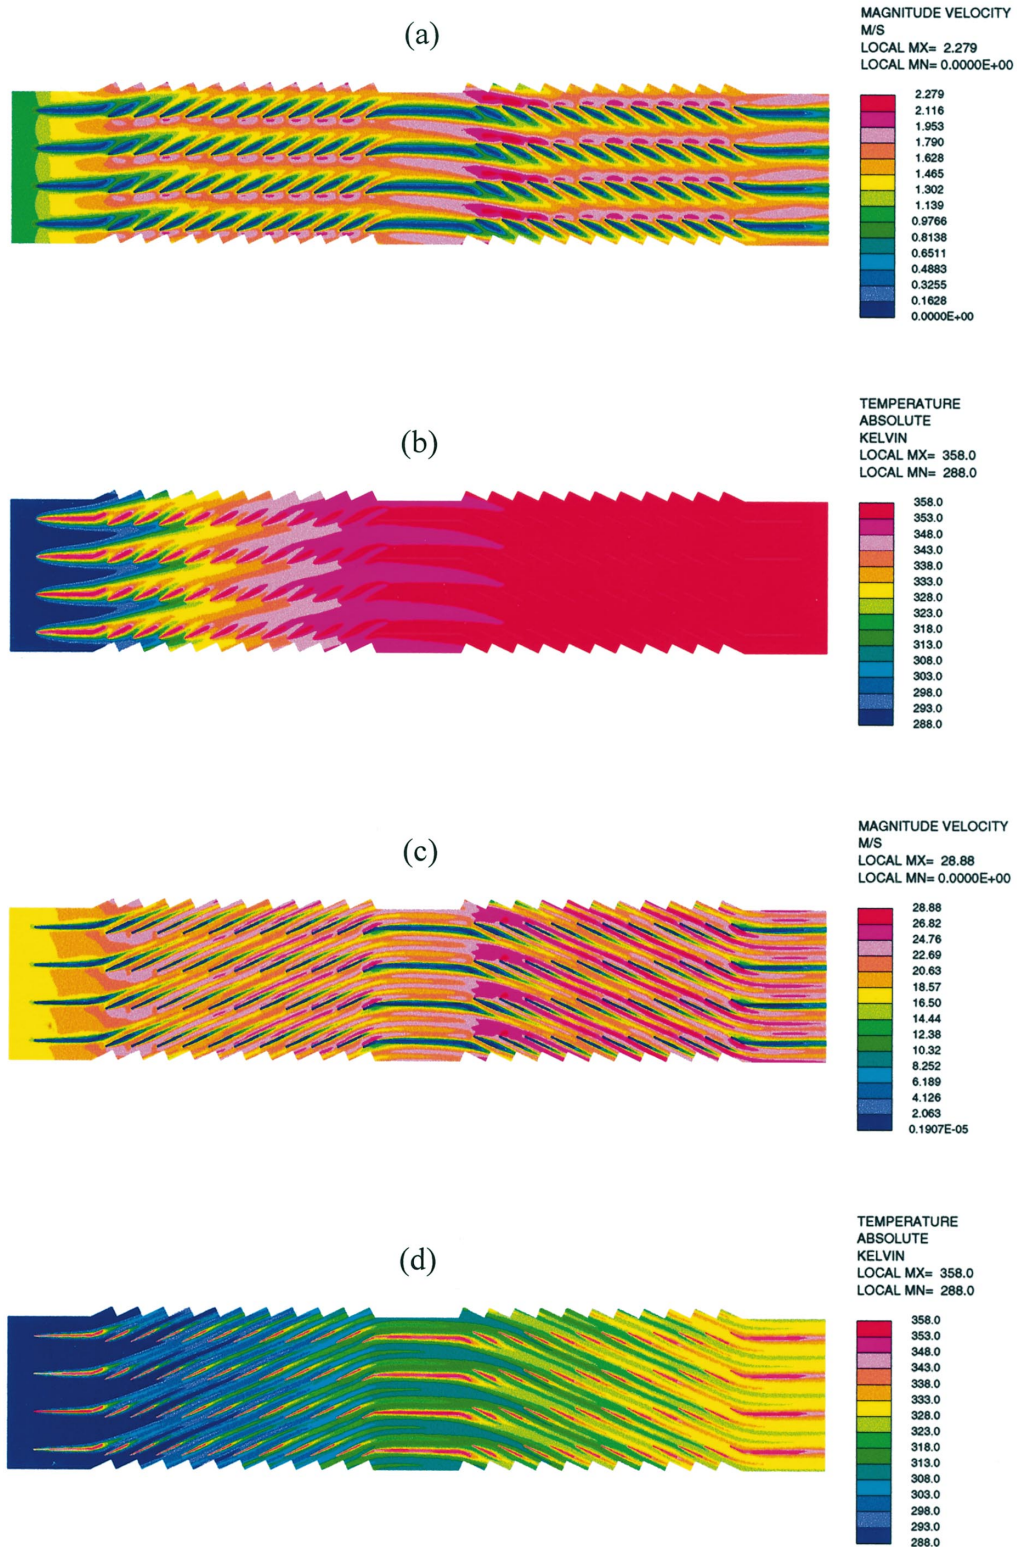 (a)
MAGNITUDE VELOCITY
M/S
LOCAL MX= 2.279
LOCAL MN= 0.0000E+00
2.279
2.116
1.953
1.790
1.628
1.465
1.302
1.139
0.9766
0.8138
0.6511
0.4883
0.3255
0.1628
0.0000E+00
(b)
TEMPERATURE
ABSOLUTE
KELVIN
LOCAL MX= 358.0
LOCAL MN= 288.0
358.0
353.0
348.0
343.0
338.0
333.0
328.0
323.0
318.0
313.0
308.0
303.0
298.0
293.0
288.0
(c)
MAGNITUDE VELOCITY
M/S
LOCAL MX= 28.88
LOCAL MN= 0.0000E+00
28.88
26.82
24.76
22.69
20.63
18.57
16.50
14.44
12.38
10.32
8.252
6.189
4.126
2.063
0.1907E-05
(d)
TEMPERATURE
ABSOLUTE
KELVIN
LOCAL MX= 358.0
LOCAL MN= 288.0
358.0
353.0
348.0
343.0
338.0
333.0
328.0
323.0
318.0
313.0
308.0
303.0
298.0
293.0
288.0